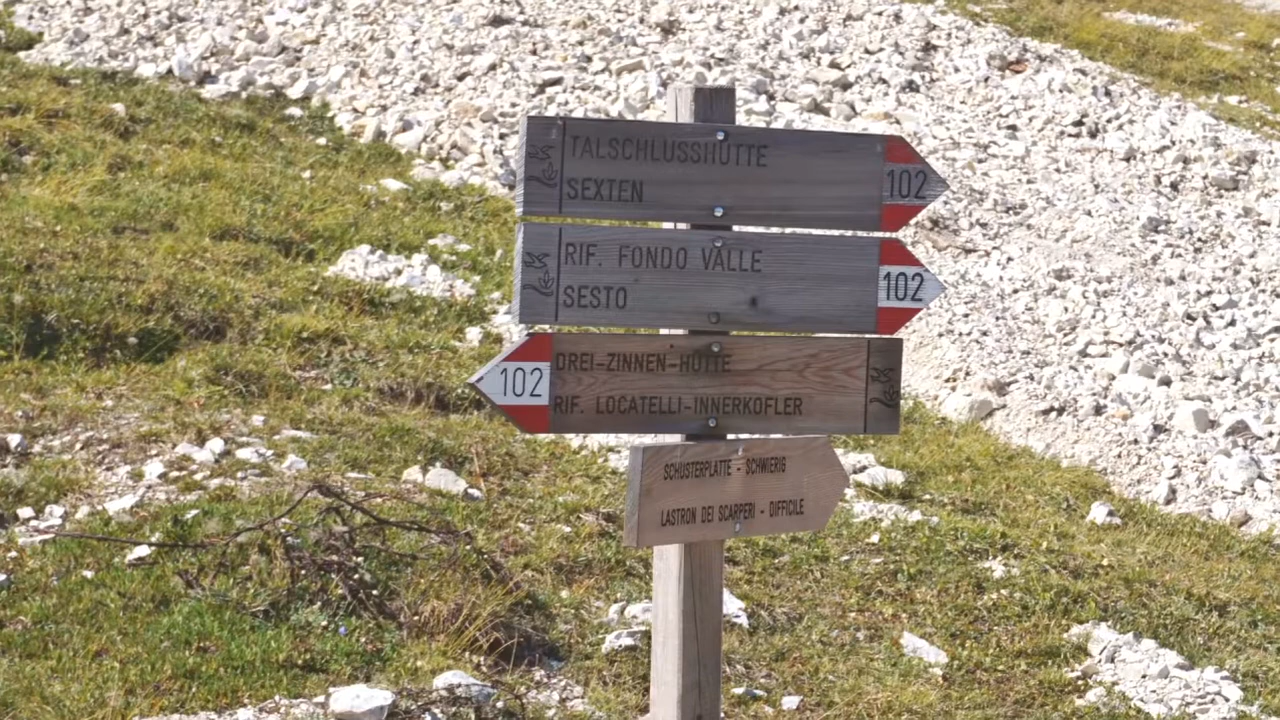 TALSCHLUSSHÜTTE
SEXTEN
102
RIF. FONDO VALLE
SESTO
102
DREI-ZINNEN-HÜTTE
102
RIF. LOCATELLI-INNERKOFLER
SCHUSTERPLATTE - SCHWIERIG
LASTRON DEI SCARPERI - DIFFICILE